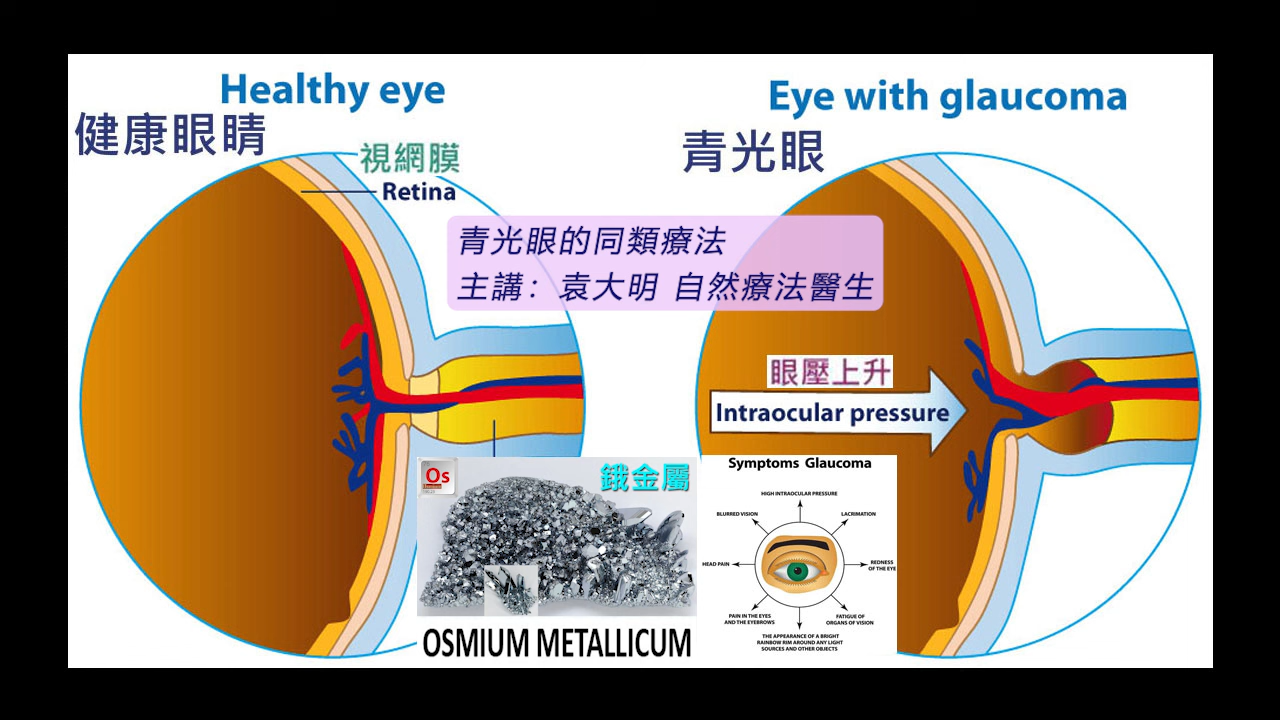 Healthy eye
健康眼睛
視網膜
Retina
Eye with glaucoma
青光眼
青光眼的同類療法
主講：袁大明 自然療法醫生
眼壓上升
Intraocular pressure
Os
鋨金屬
OSMIUM METALLICUM
Symptoms Glaucoma
HIGH INTRAOCULAR PRESSURE
BLURRED VISION
LACRIMATION
HEAD PAIN
REDNESS
OF THE EYE
PAIN IN THE EYES
AND THE EYEBROWS
FATIGUE OF
ORGANS OF VISION
THE APPEARANCE OF A BRIGHT
RAINBOW RIM AROUND ANY LIGHT
SOURCES AND OTHER OBJECTS